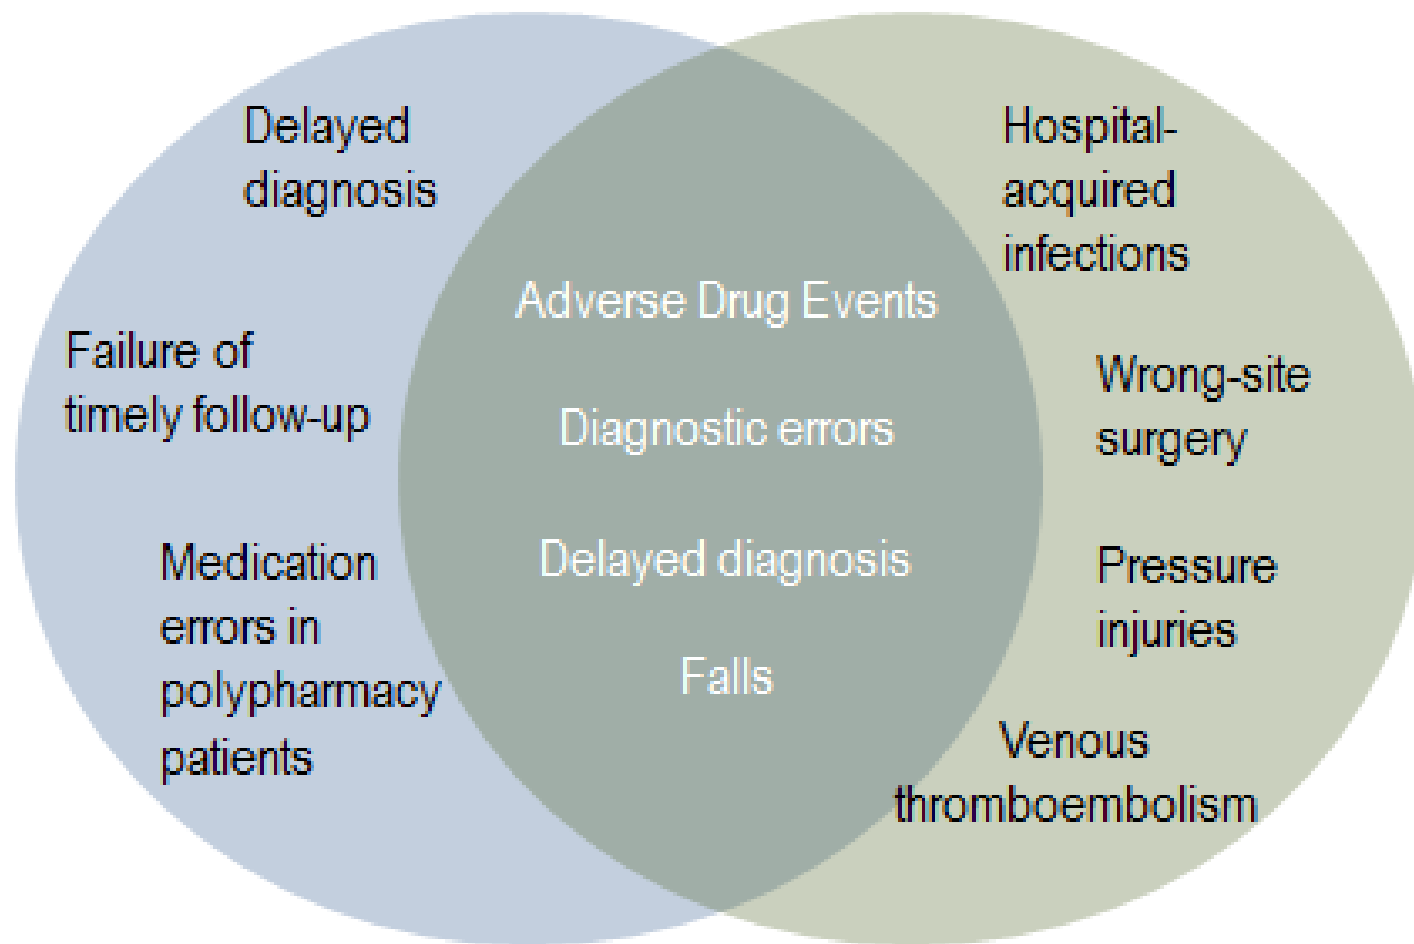 Delayed
diagnosis
Failure of
timely follow-up
Medication
errors in
polypharmacy
patients
Adverse Drug Events
Diagnostic errors
Delayed diagnosis
Falls
Hospital-
acquired
infections
Wrong-site
surgery
Pressure
injuries
Venous
thromboembolism